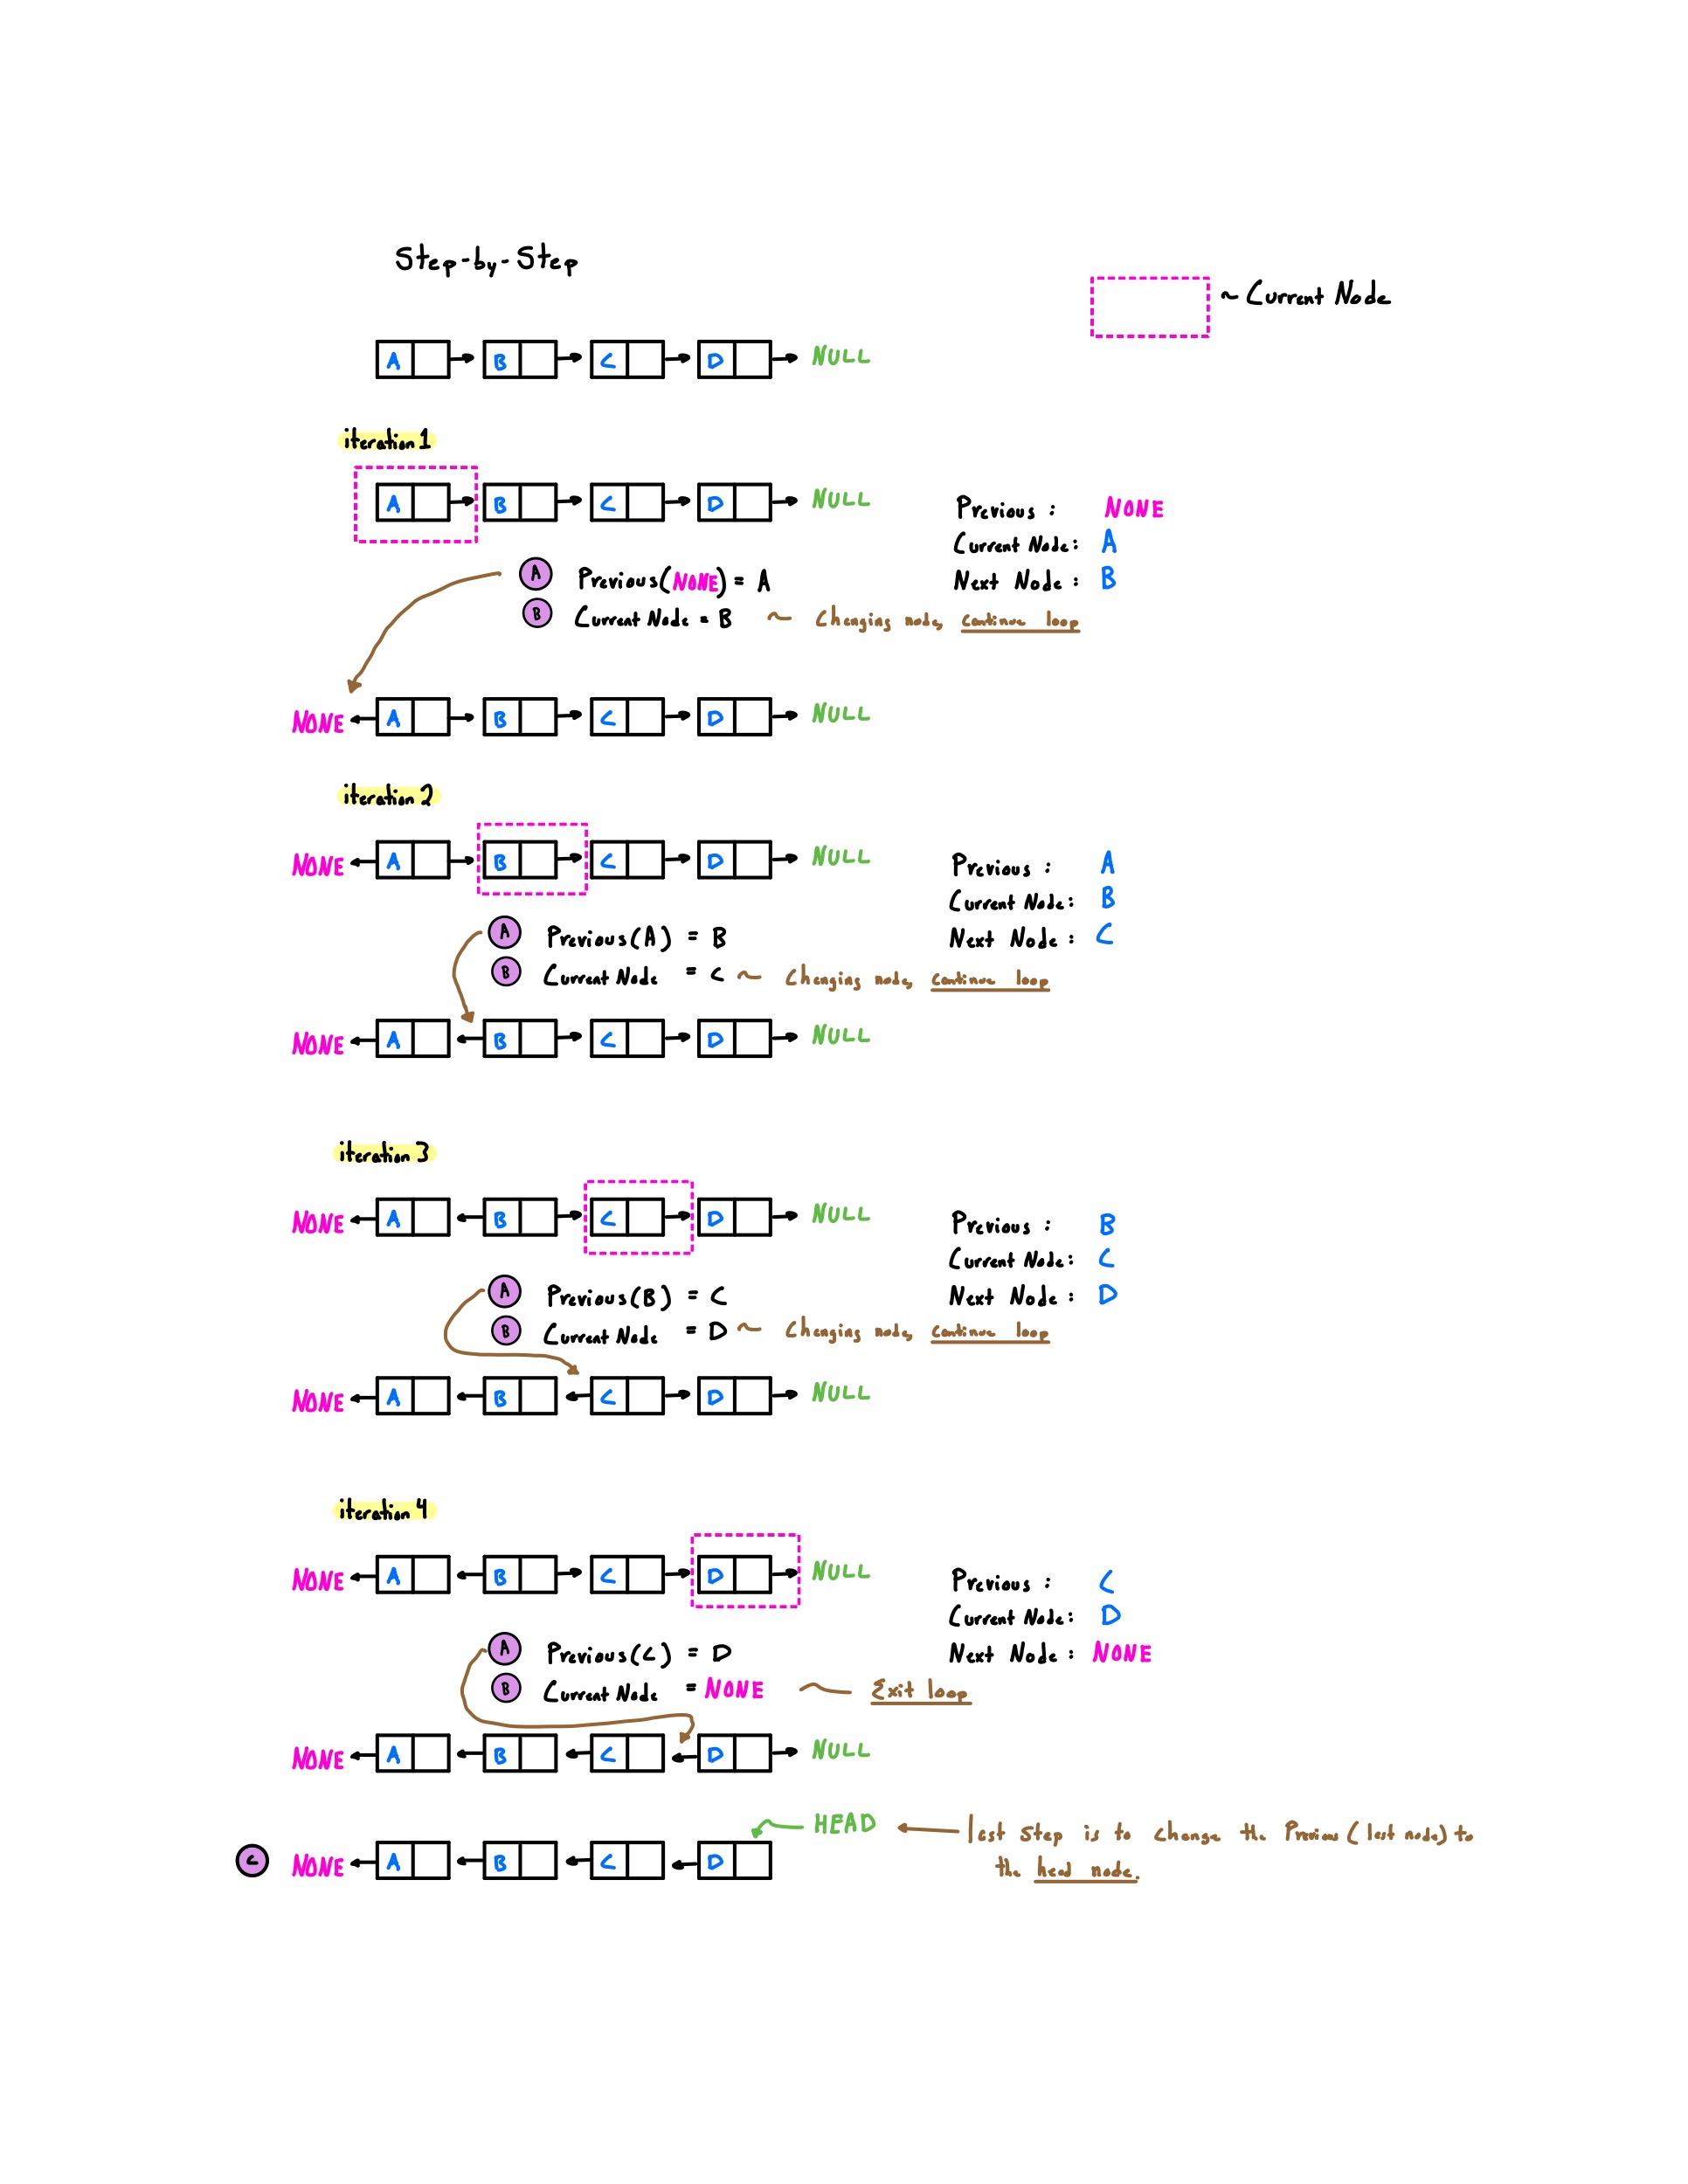 Step-by-Step
~ Current Node
A B C D NULL
iteration 1
A B C D NULL
Previous : NONE
Current Node: A
Next Node : B
A Previous(NONE) = A
B Current Node = B ~ Changing node, continue loop
NONE A B C D NULL
iteration 2
NONE A B C D NULL
Previous : A
Current Node: B
Next Node : C
A Previous(A) = B
B Current Node = C ~ Changing node, continue loop
NONE A B C D NULL
iteration 3
NONE A B C D NULL
Previous : B
Current Node: C
Next Node : D
A Previous(B) = C
B Current Node = D ~ Changing node, continue loop
NONE A B C D NULL
iteration 4
NONE A B C D NULL
Previous : C
Current Node: D
Next Node : NONE
A Previous(C) = D
B Current Node = NONE ~ Exit loop
NONE A B C D NULL
HEAD
last step is to change the Previous (last node) to
the head node.
C NONE A B C D